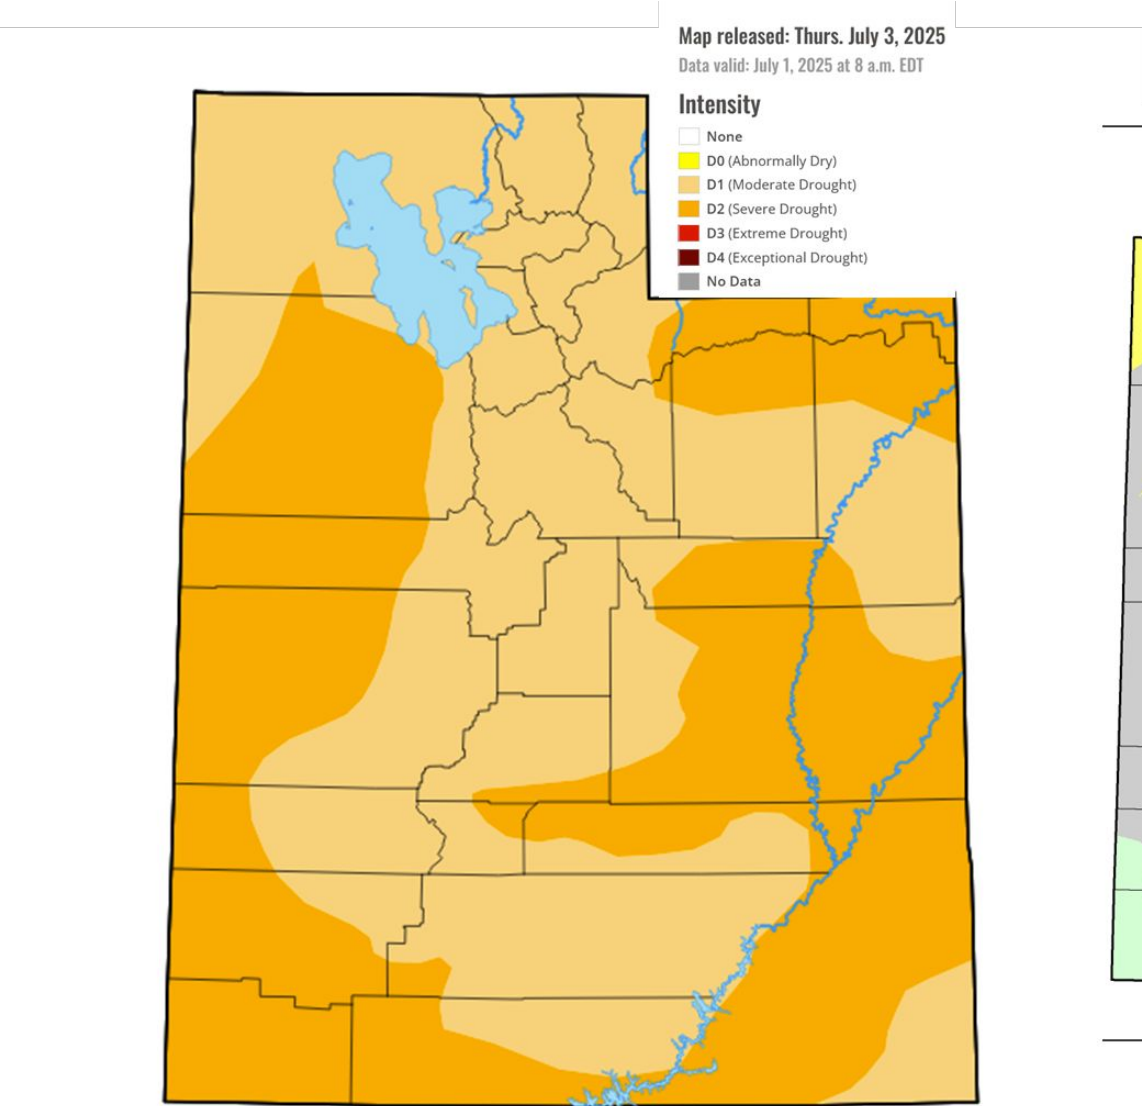 Map released: Thurs. July 3, 2025
Data valid: July 1, 2025 at 8 a.m. EDT
Intensity
None
D0 (Abnormally Dry)
D1 (Moderate Drought)
D2 (Severe Drought)
D3 (Extreme Drought)
D4 (Exceptional Drought)
No Data